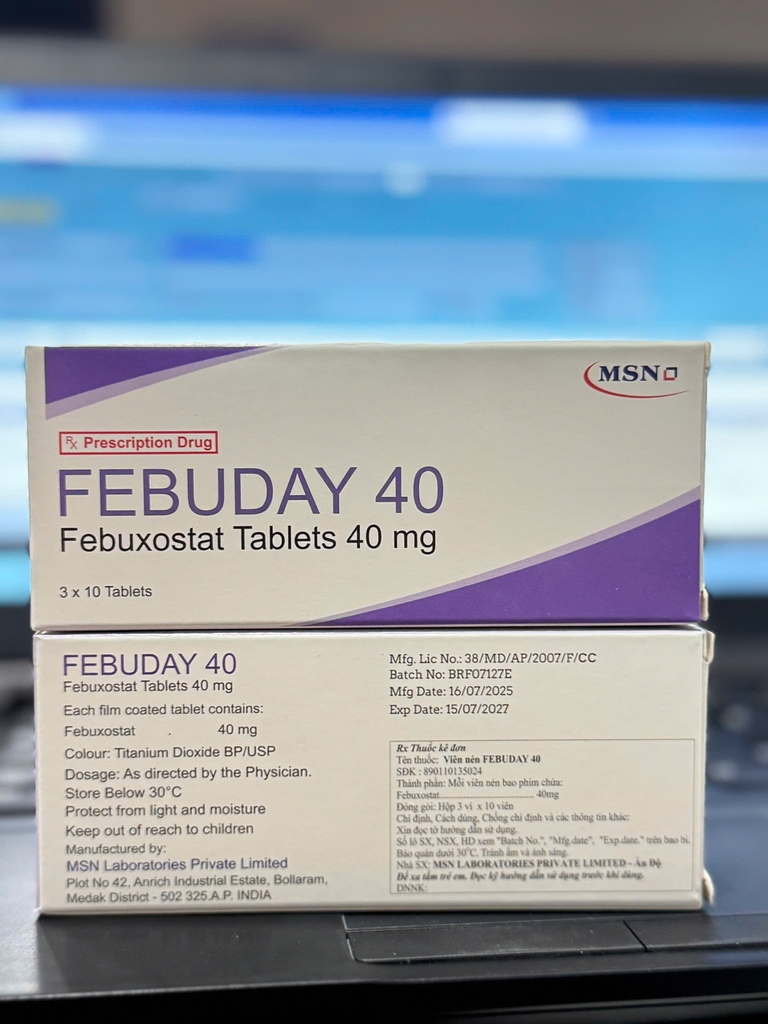 MSN
Rx Prescription Drug
FEBUDAY 40
Febuxostat Tablets 40 mg
3 x 10 Tablets
FEBUDAY 40
Febuxostat Tablets 40 mg
Each film coated tablet contains:
Febuxostat . 40 mg
Colour: Titanium Dioxide BP/USP
Dosage: As directed by the Physician.
Store Below 30°C
Protect from light and moisture
Keep out of reach to children
Manufactured by:
MSN Laboratories Private Limited
Plot No 42, Anrich Industrial Estate, Bollaram,
Medak District - 502 325.A.P. INDIA
Mfg. Lic No.: 38/MD/AP/2007/F/CC
Batch No: BRF07127E
Mfg Date: 16/07/2025
Exp Date: 15/07/2027
Rx Thuốc kê đơn
Tên thuốc: Viên nén FEBUDAY 40
SĐK : 890110135024
Thành phần: Mỗi viên nén bao phim chứa:
Febuxostat.................................. 40mg
Đóng gói: Hộp 3 vỉ x 10 viên
Chỉ định, Cách dùng, Chống chỉ định và các thông tin khác:
Xin đọc tờ hướng dẫn sử dụng.
Số lô SX, NSX, HD xem "Batch No.", "Mfg.date", "Exp.date." trên bao bì.
Bảo quản dưới 30°C, Tránh ẩm và ánh sáng.
Nhà SX: MSN LABORATORIES PRIVATE LIMITED - Ấn Độ
Để xa tầm trẻ em. Đọc kỹ hướng dẫn sử dụng trước khi dùng.
DNNK: